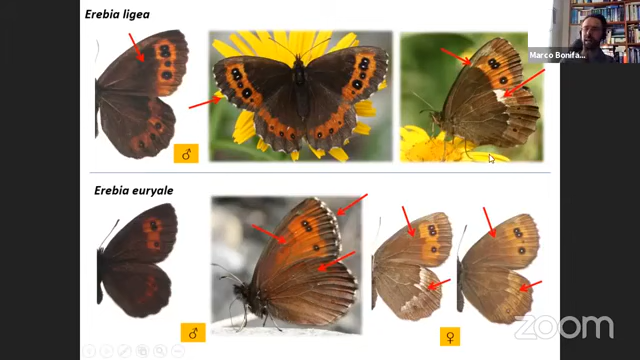 Erebia ligea
Marco Bonifa...
♂
Erebia euryale
♂
♀
zoom